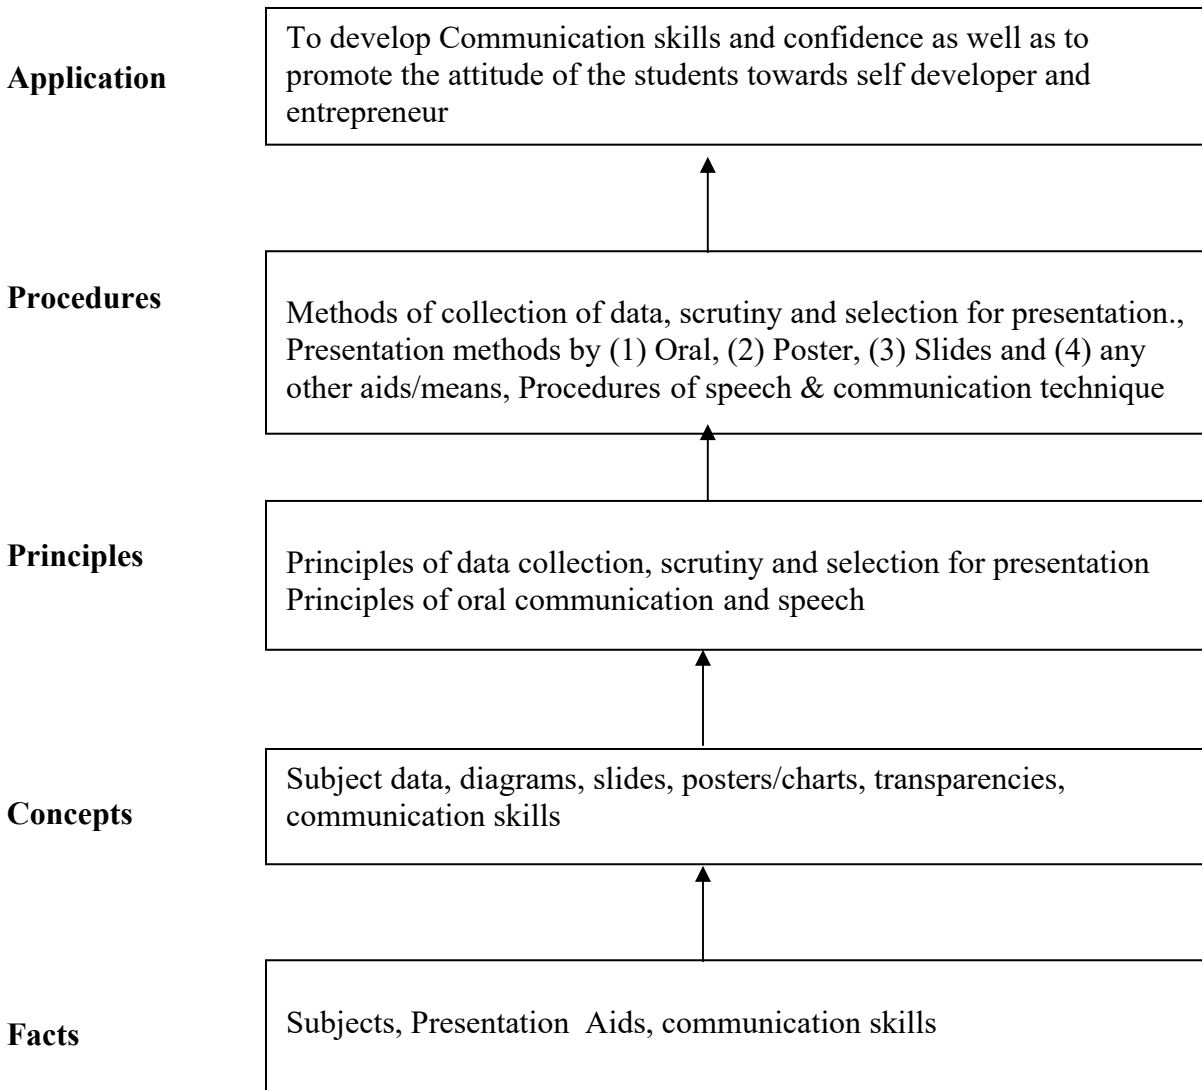 Application
To develop Communication skills and confidence as well as to
promote the attitude of the students towards self developer and
entrepreneur
Procedures
Methods of collection of data, scrutiny and selection for presentation.,
Presentation methods by (1) Oral, (2) Poster, (3) Slides and (4) any
other aids/means, Procedures of speech & communication technique
Principles
Principles of data collection, scrutiny and selection for presentation
Principles of oral communication and speech
Concepts
Subject data, diagrams, slides, posters/charts, transparencies,
communication skills
Facts
Subjects, Presentation  Aids, communication skills